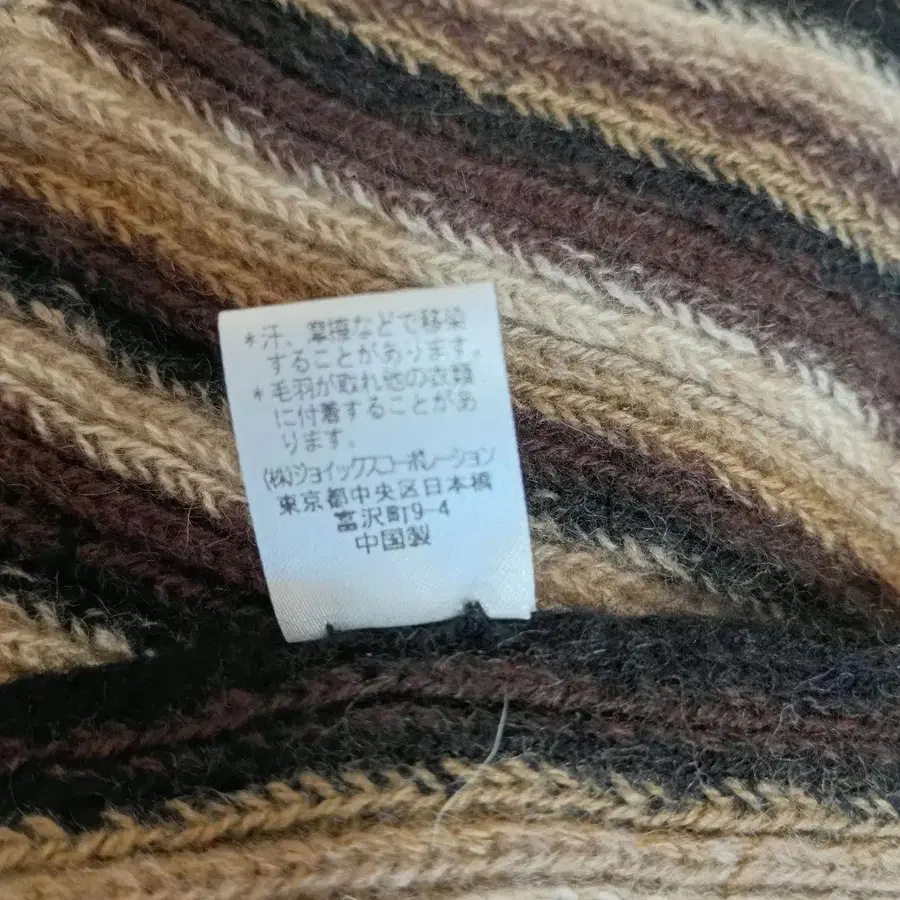 *汗、摩擦などで移染
することがあります。
*毛羽が取れ他の衣類
に付着することがあ
ります。
(株)ジョイックスコーポレーション
東京都中央区日本橋
富沢町9-4
中国製